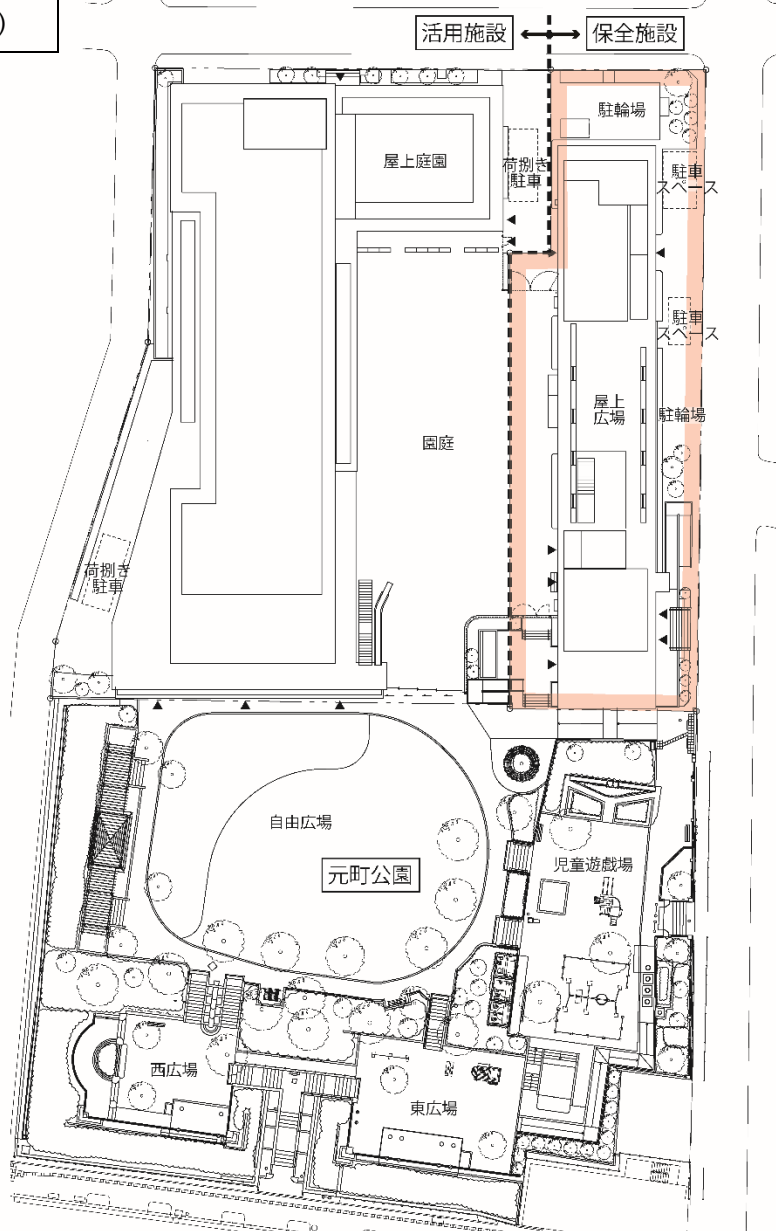 ）
活用施設
保全施設
駐輪場
屋上庭園
荷捌き
駐車
駐車
スペース
駐車
スペース
屋上
広場
駐輪場
園庭
荷捌き
駐車
自由広場
元町公園
児童遊戯場
西広場
東広場